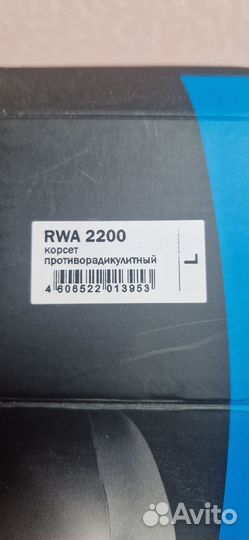 RWA 2200
корсет
противорадикулитный
L
4 606522 013953
Avito